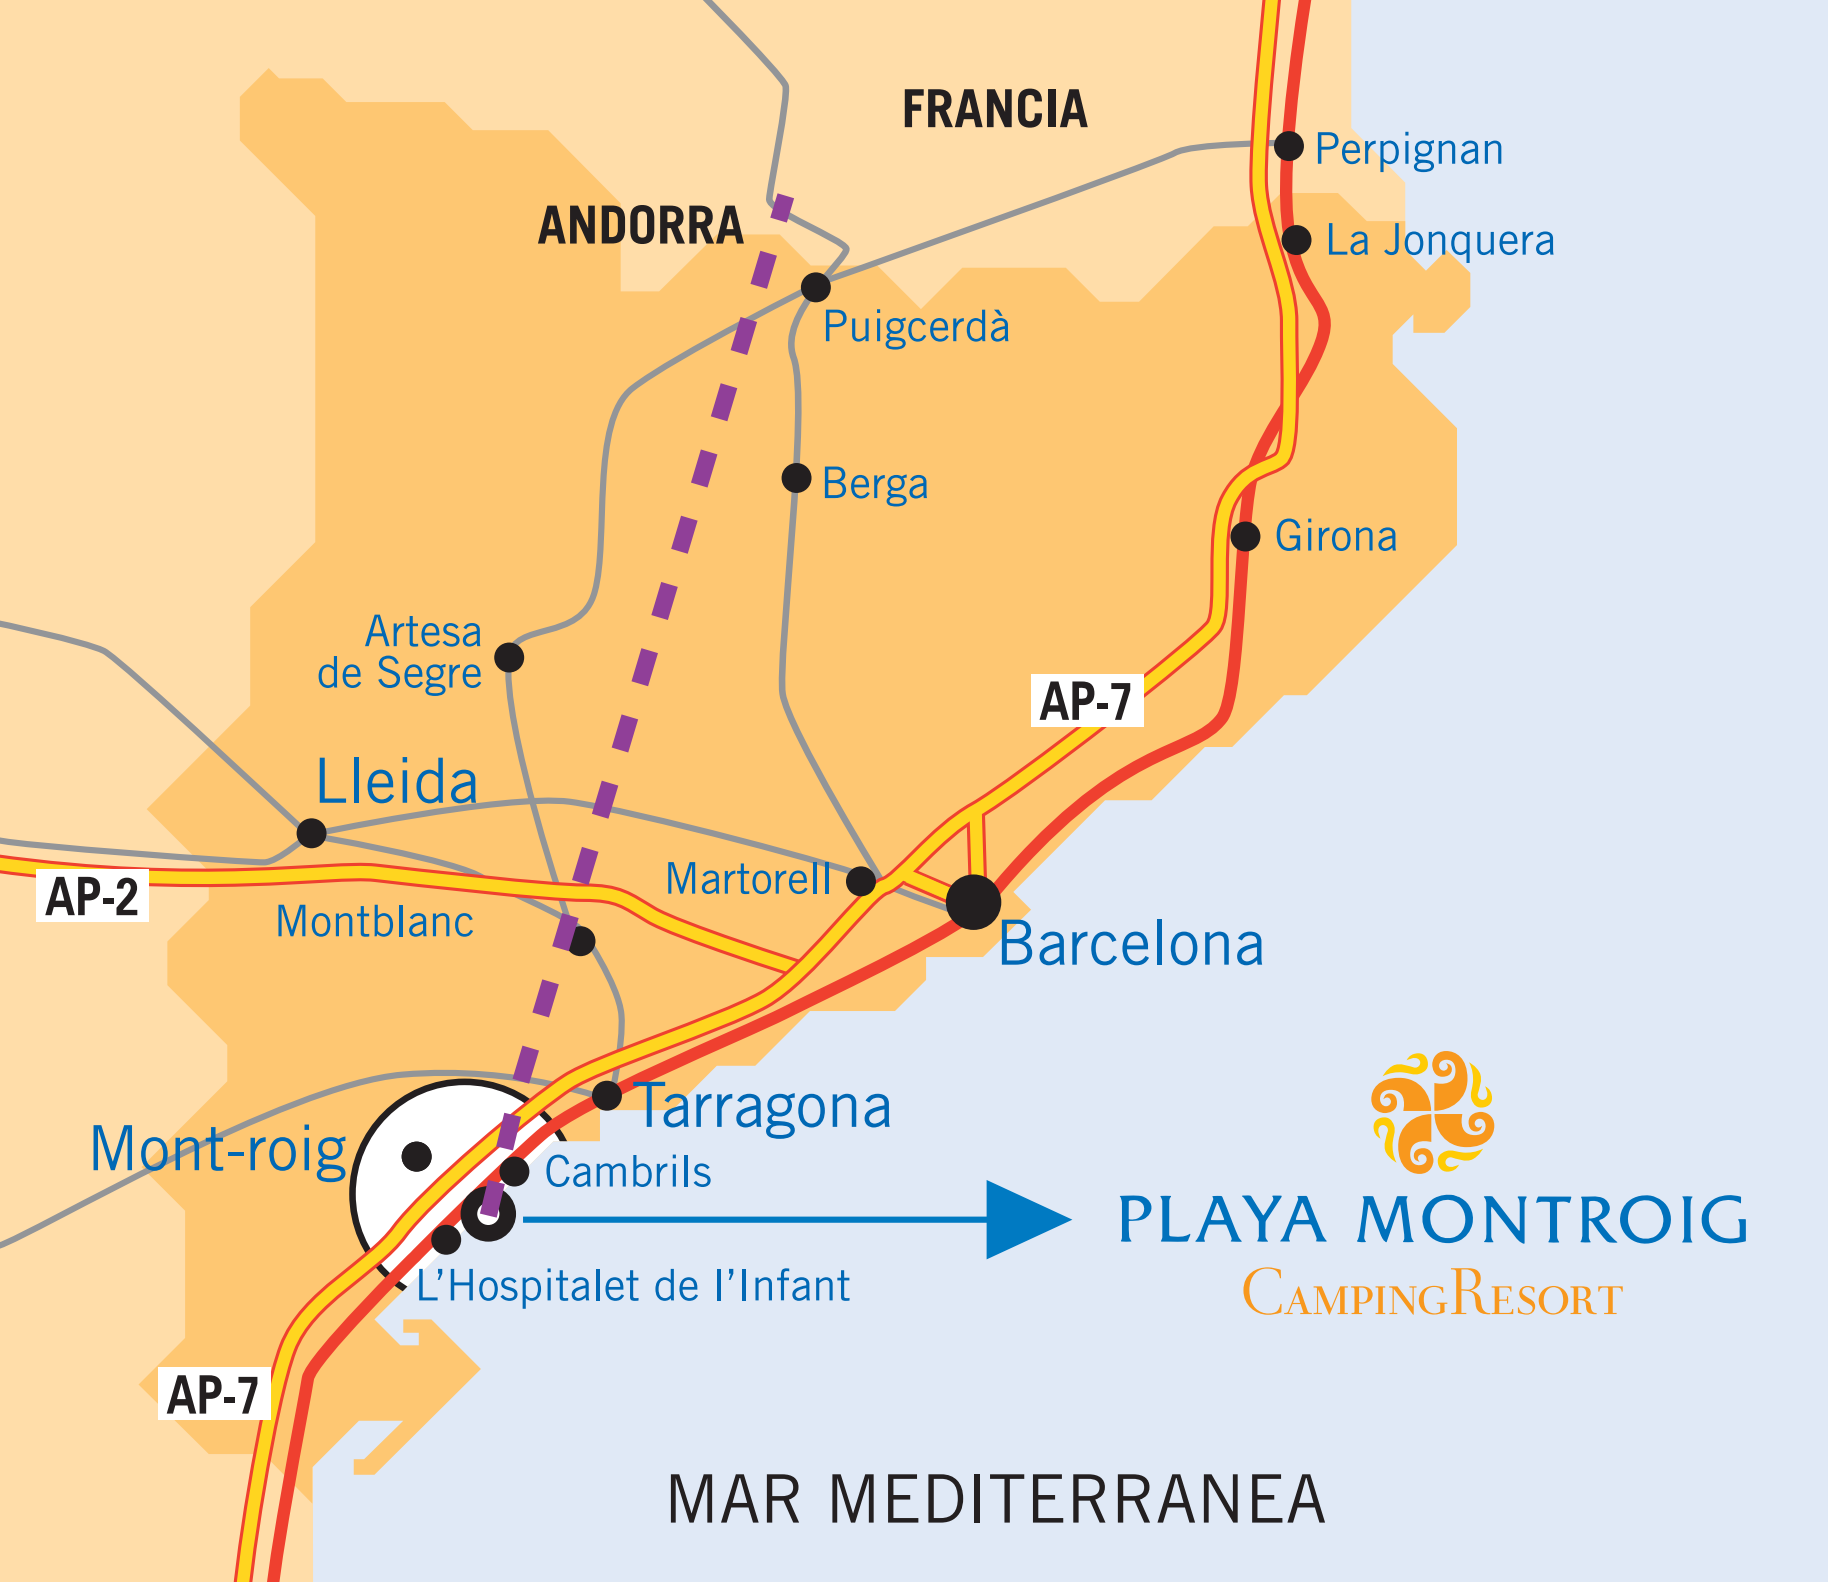 FRANCIA
Perpignan
ANDORRA
La Jonquera
Puigcerdà
Berga
Girona
Artesa
de Segre
AP-7
Lleida
Martorell
AP-2
Montblanc
Barcelona
Tarragona
Mont-roig
Cambrils
PLAYA MONTROIG
CAMPINGRESORT
L'Hospitalet de l'Infant
AP-7
MAR MEDITERRANEA